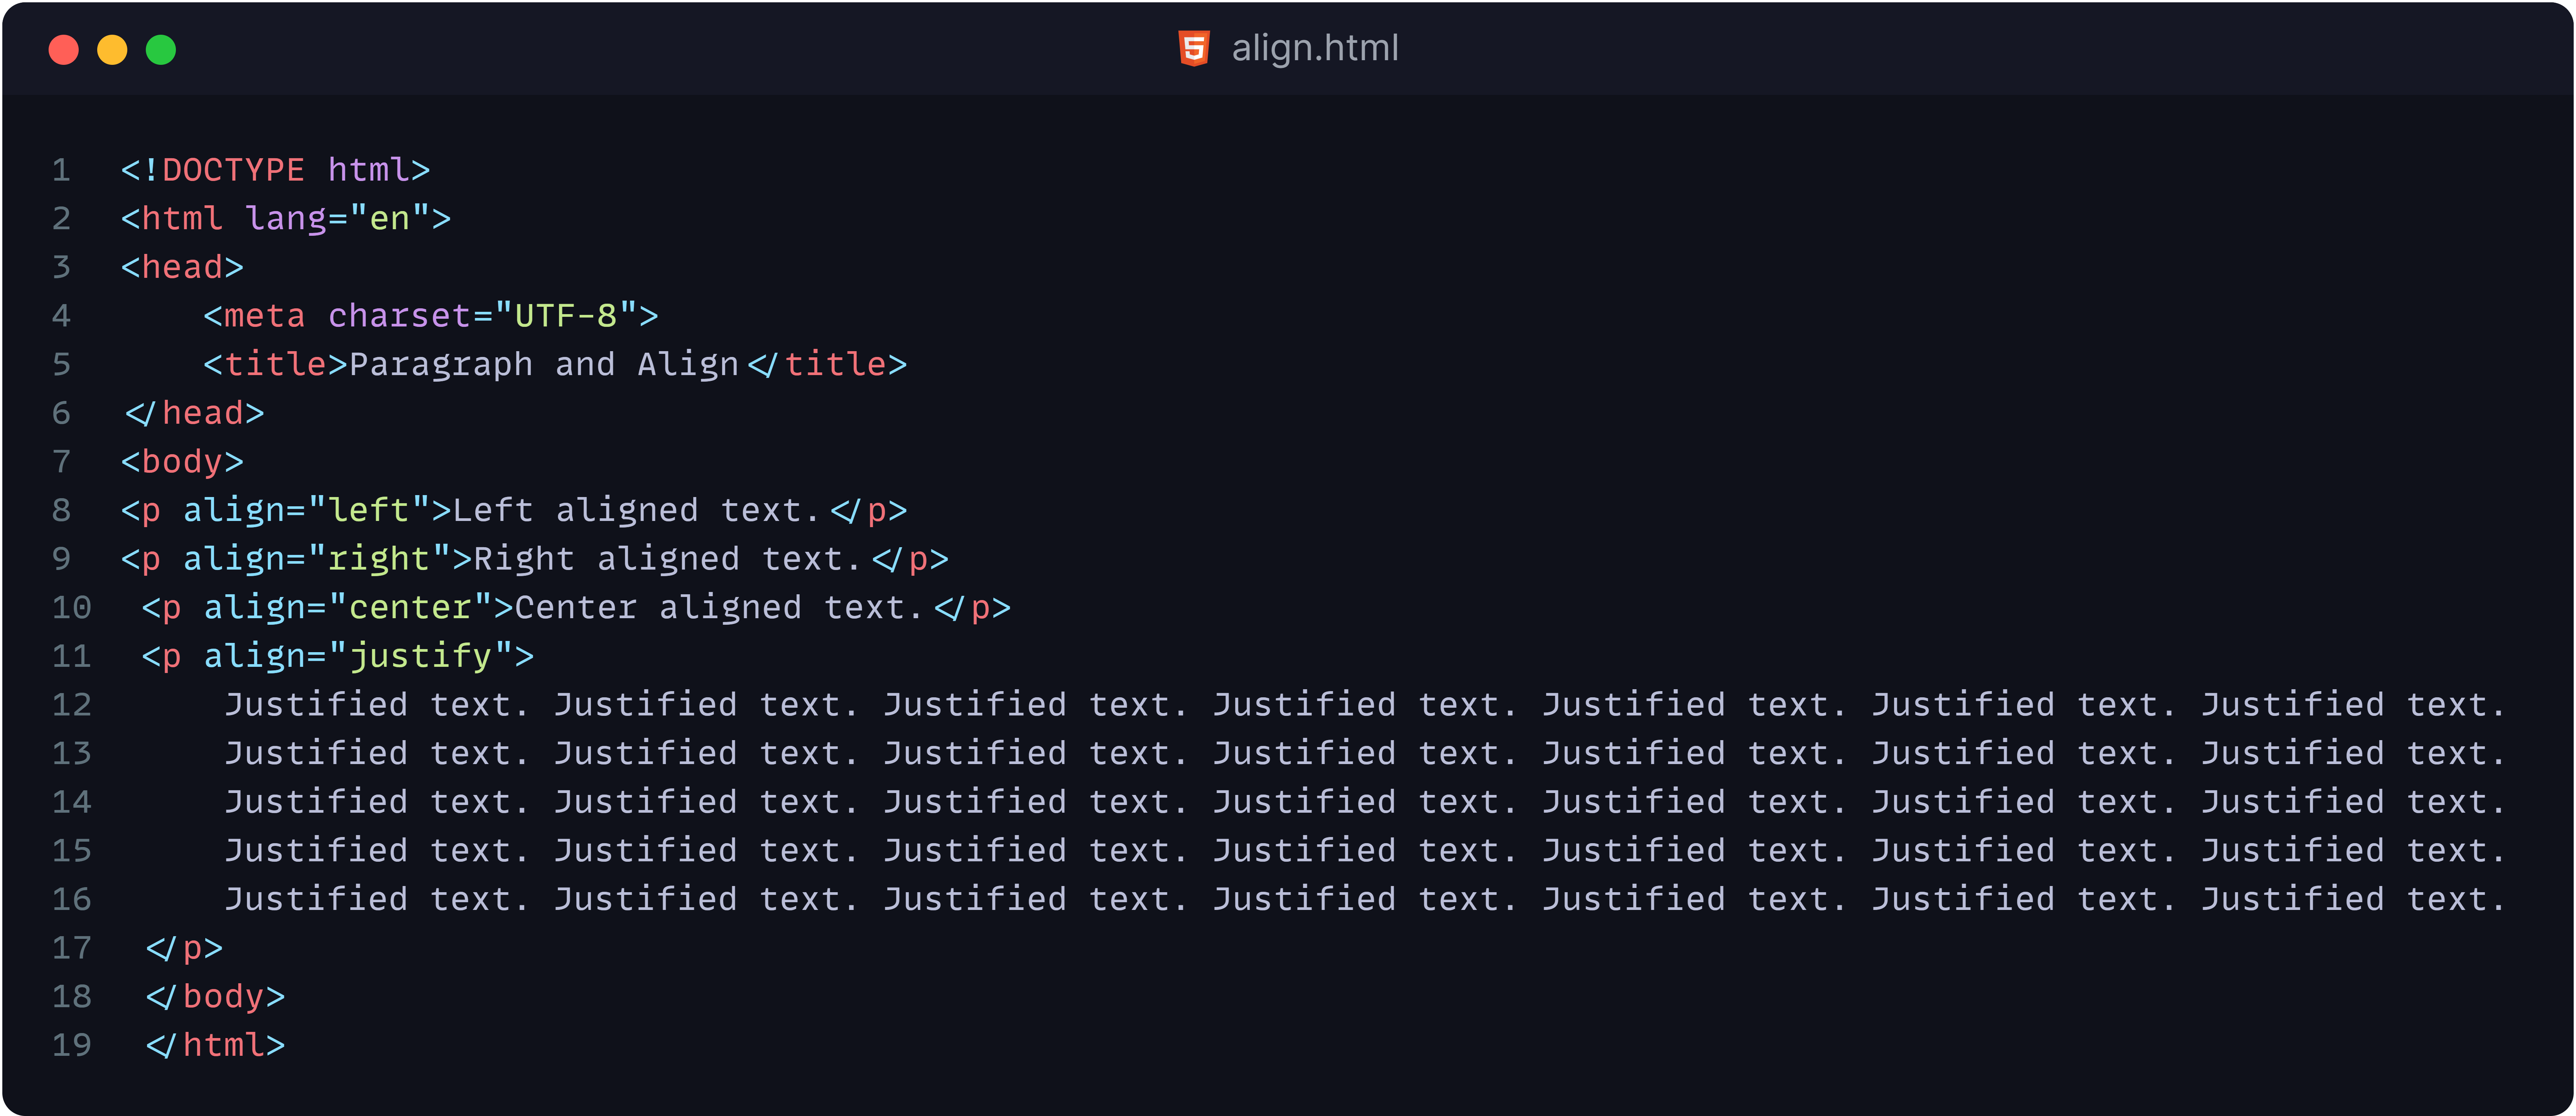 align.html
1 <!DOCTYPE html>
2 <html lang="en">
3 <head>
4     <meta charset="UTF-8">
5     <title>Paragraph and Align</title>
6 </head>
7 <body>
8 <p align="left">Left aligned text.</p>
9 <p align="right">Right aligned text.</p>
10 <p align="center">Center aligned text.</p>
11 <p align="justify">
12     Justified text. Justified text. Justified text. Justified text. Justified text. Justified text. Justified text.
13     Justified text. Justified text. Justified text. Justified text. Justified text. Justified text. Justified text.
14     Justified text. Justified text. Justified text. Justified text. Justified text. Justified text. Justified text.
15     Justified text. Justified text. Justified text. Justified text. Justified text. Justified text. Justified text.
16     Justified text. Justified text. Justified text. Justified text. Justified text. Justified text. Justified text.
17 </p>
18 </body>
19 </html>